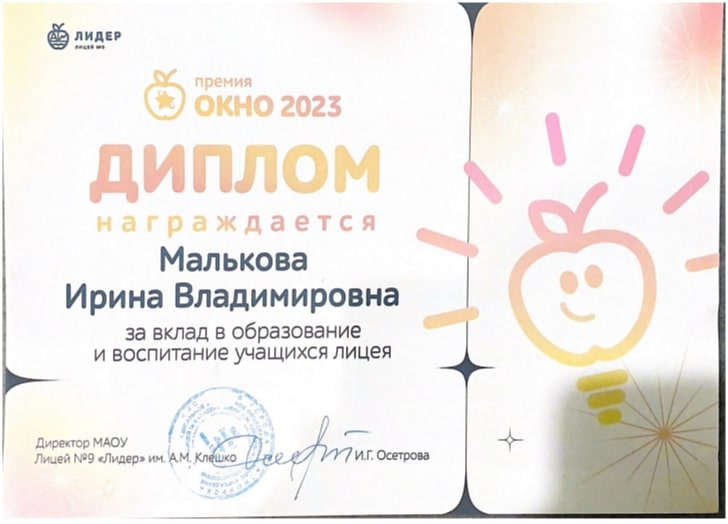 ЛИДЕР
ЛИЦЕЙ №9
премия
ОКНО 2023
ДИПЛОМ
награждается
Малькова
Ирина Владимировна
за вклад в образование
и воспитание учащихся лицея
Директор МАОУ
Лицей №9 «Лидер» им. А.М. Клешко
И.Г. Осетрова